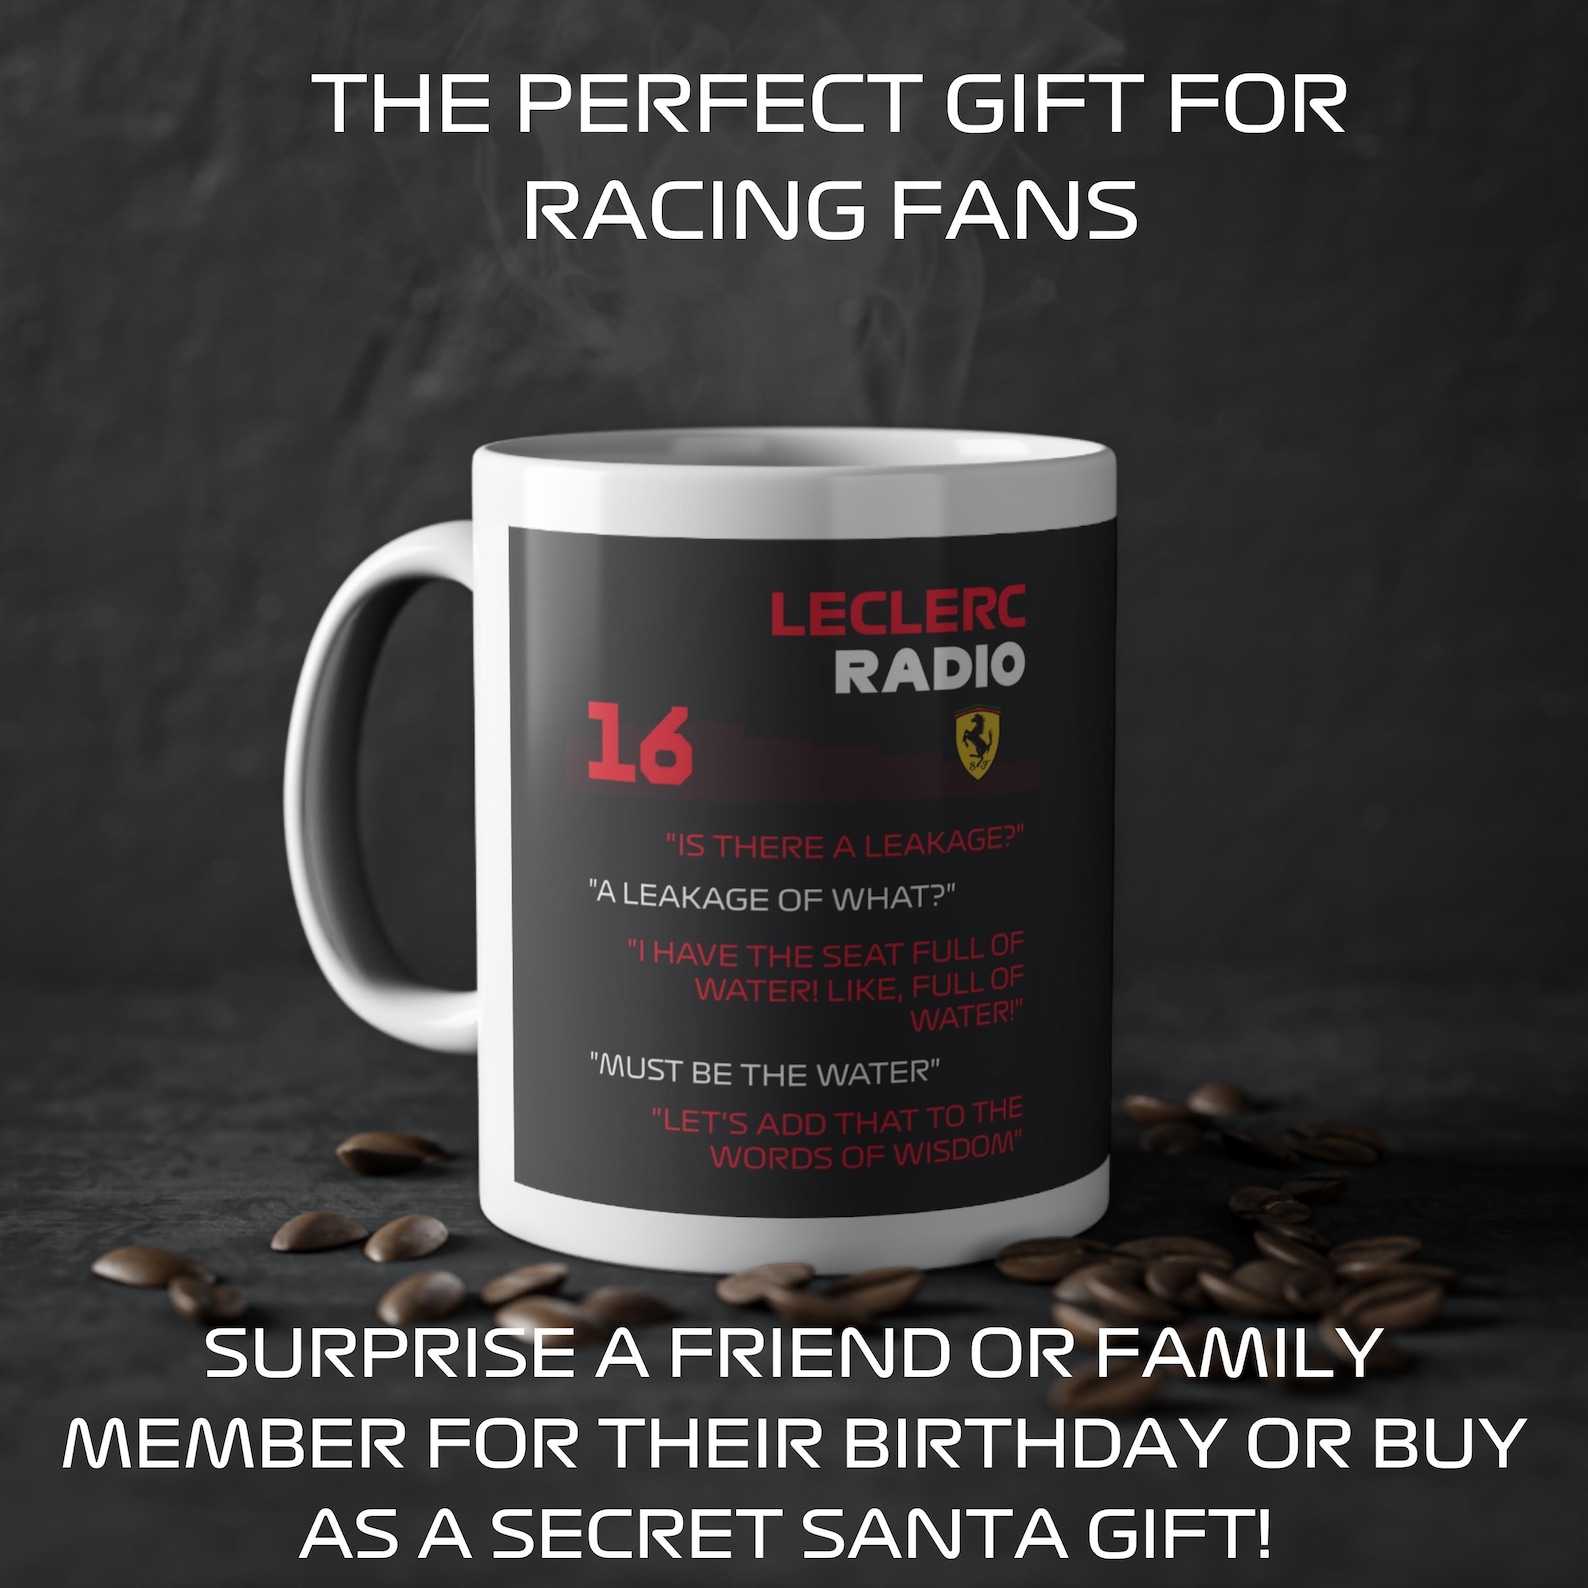 THE PERFECT GIFT FOR
RACING FANS
LECLERC
RADIO
16
S F
"IS THERE A LEAKAGE?"
"A LEAKAGE OF WHAT?"
"I HAVE THE SEAT FULL OF
WATER! LIKE, FULL OF
WATER!"
"MUST BE THE WATER"
"LET'S ADD THAT TO THE
WORDS OF WISDOM"
SURPRISE A FRIEND OR FAMILY
MEMBER FOR THEIR BIRTHDAY OR BUY
AS A SECRET SANTA GIFT!